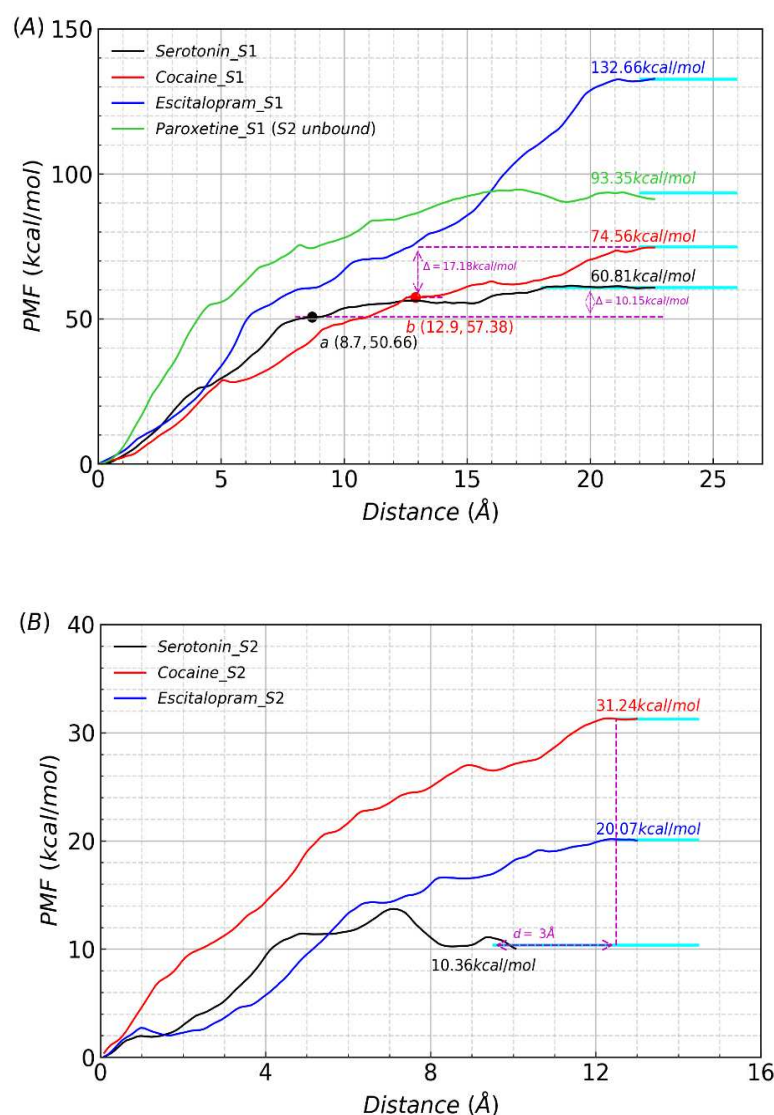 (A)
150
100
50
0
PMF (kcal/mol)
Serotonin_S1
Cocaine_S1
Escitalopram_S1
Paroxetine_S1 (S2 unbound)
132.66kcal/mol
93.35kcal/mol
74.56kcal/mol
Δ = 17.18kcal/mol
60.81kcal/mol
Δ = 10.15kcal/mol
b (12.9, 57.38)
a (8.7, 50.66)
0 5 10 15 20 25
Distance (Å)
(B)
40
30
20
10
0
PMF (kcal/mol)
Serotonin_S2
Cocaine_S2
Escitalopram_S2
31.24kcal/mol
20.07kcal/mol
d = 3Å
10.36kcal/mol
0 4 8 12 16
Distance (Å)